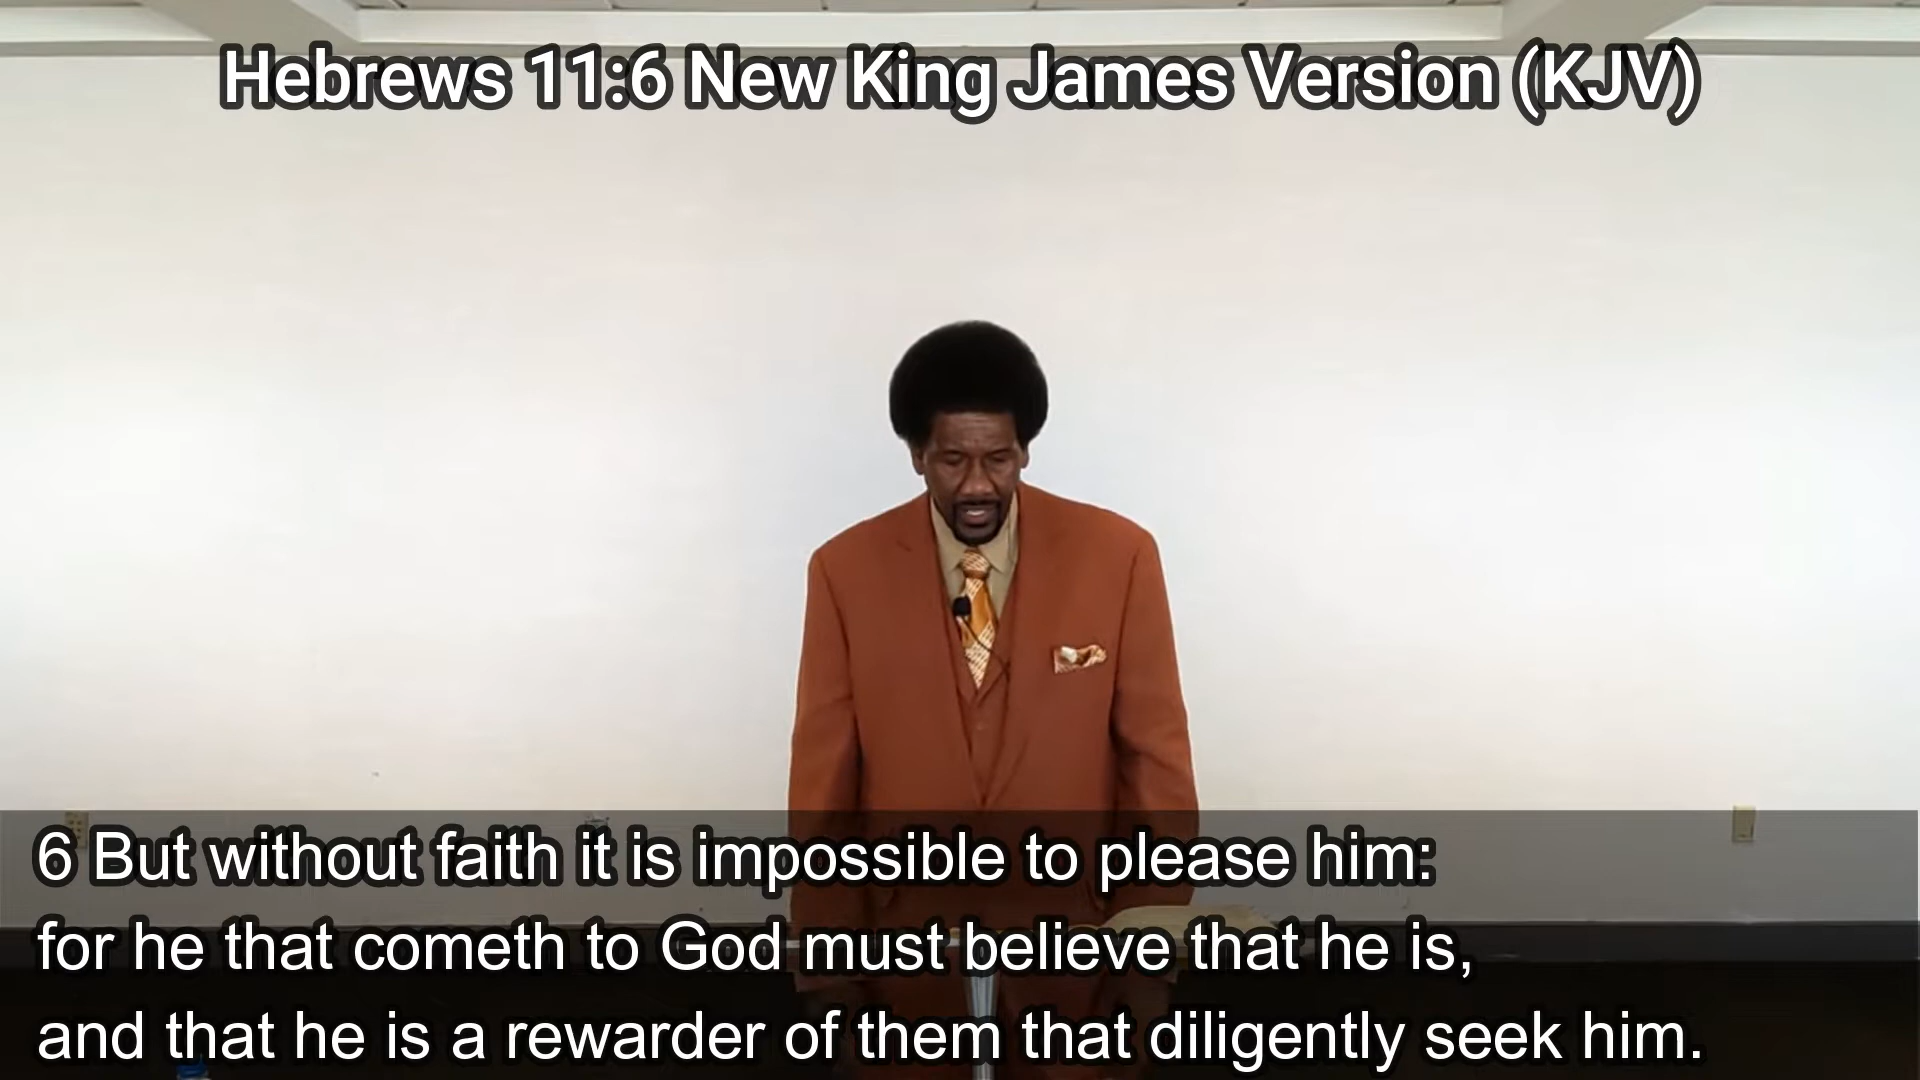 Hebrews 11:6 New King James Version (KJV)
6 But without faith it is impossible to please him:
for he that cometh to God must believe that he is,
and that he is a rewarder of them that diligently seek him.